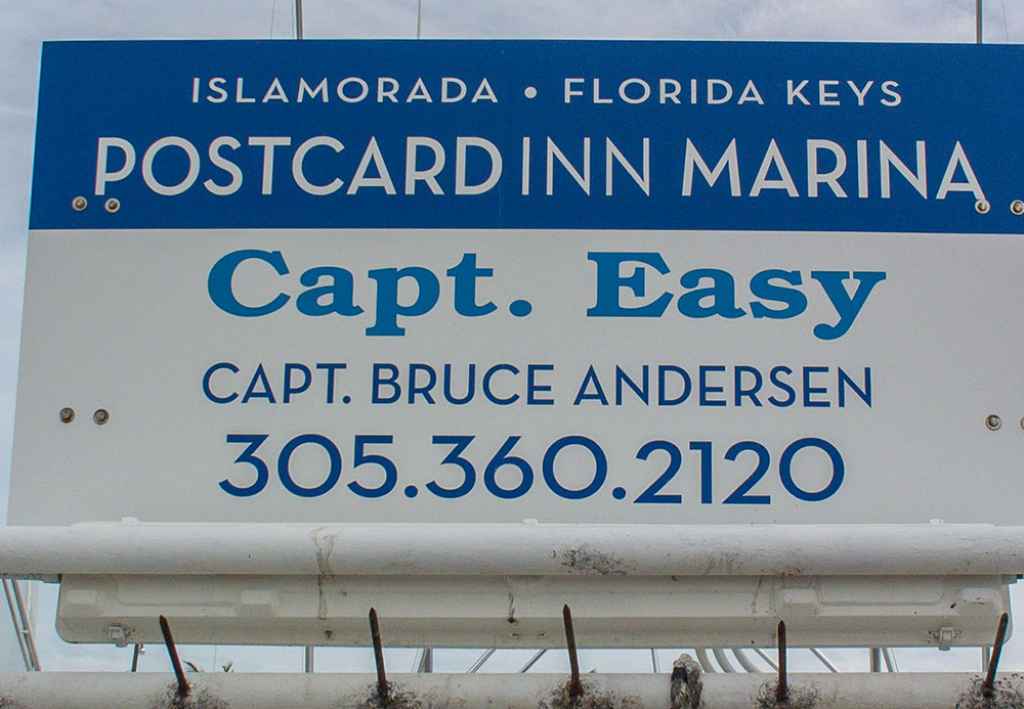 ISLAMORADA • FLORIDA KEYS
POSTCARD INN MARINA
Capt. Easy
CAPT. BRUCE ANDERSEN
305.360.2120